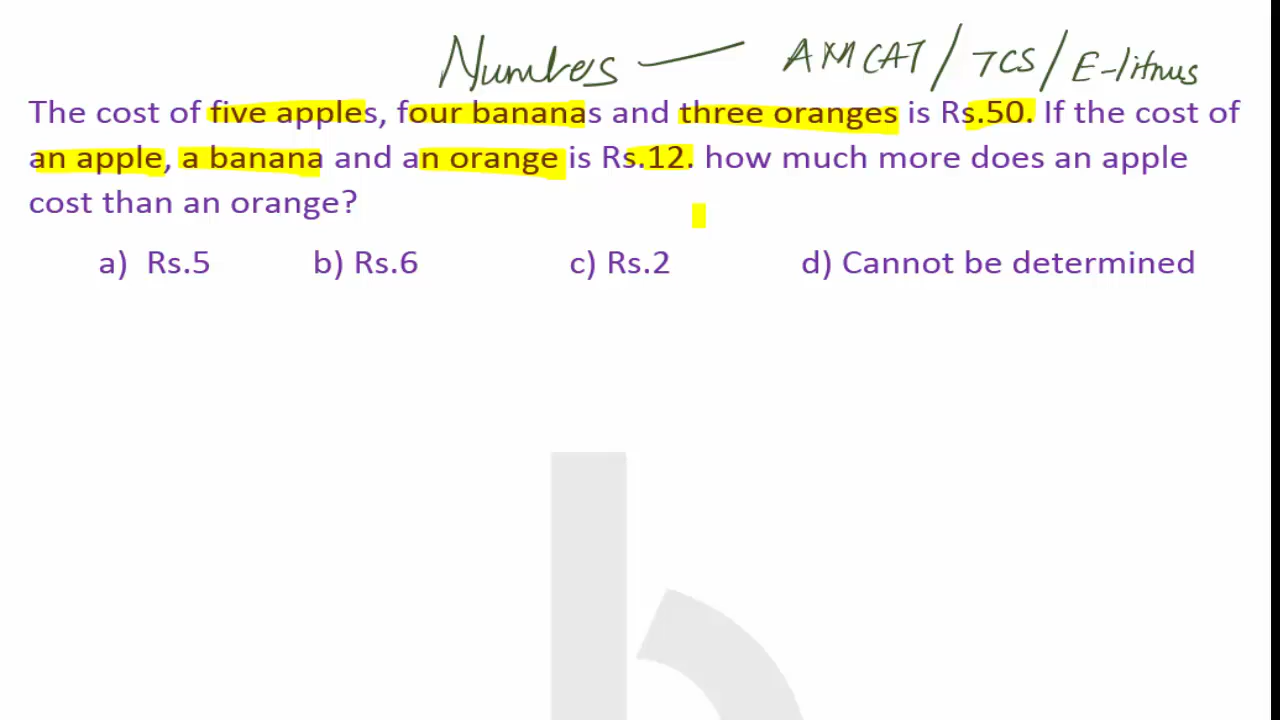 Numbers — AMCAT / TCS / E-litmus
The cost of five apples, four bananas and three oranges is Rs.50. If the cost of
an apple, a banana and an orange is Rs.12. how much more does an apple
cost than an orange?
a) Rs.5 b) Rs.6 c) Rs.2 d) Cannot be determined